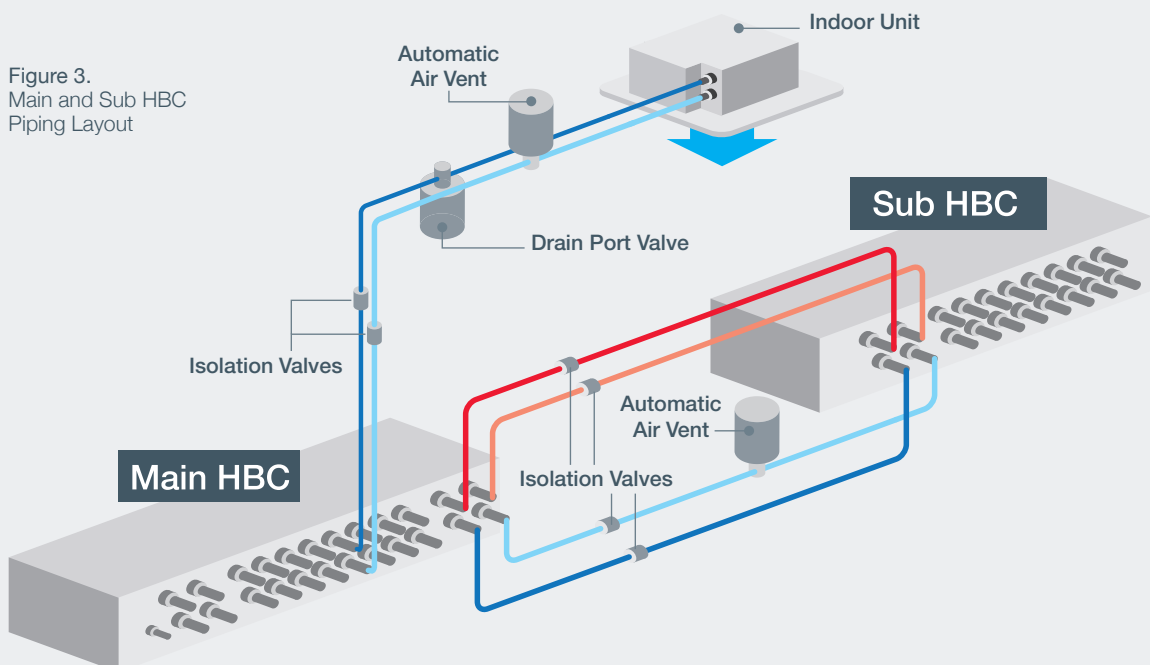 Figure 3.
Main and Sub HBC
Piping Layout
Automatic
Air Vent
Indoor Unit
Drain Port Valve
Sub HBC
Isolation Valves
Automatic
Air Vent
Isolation Valves
Main HBC